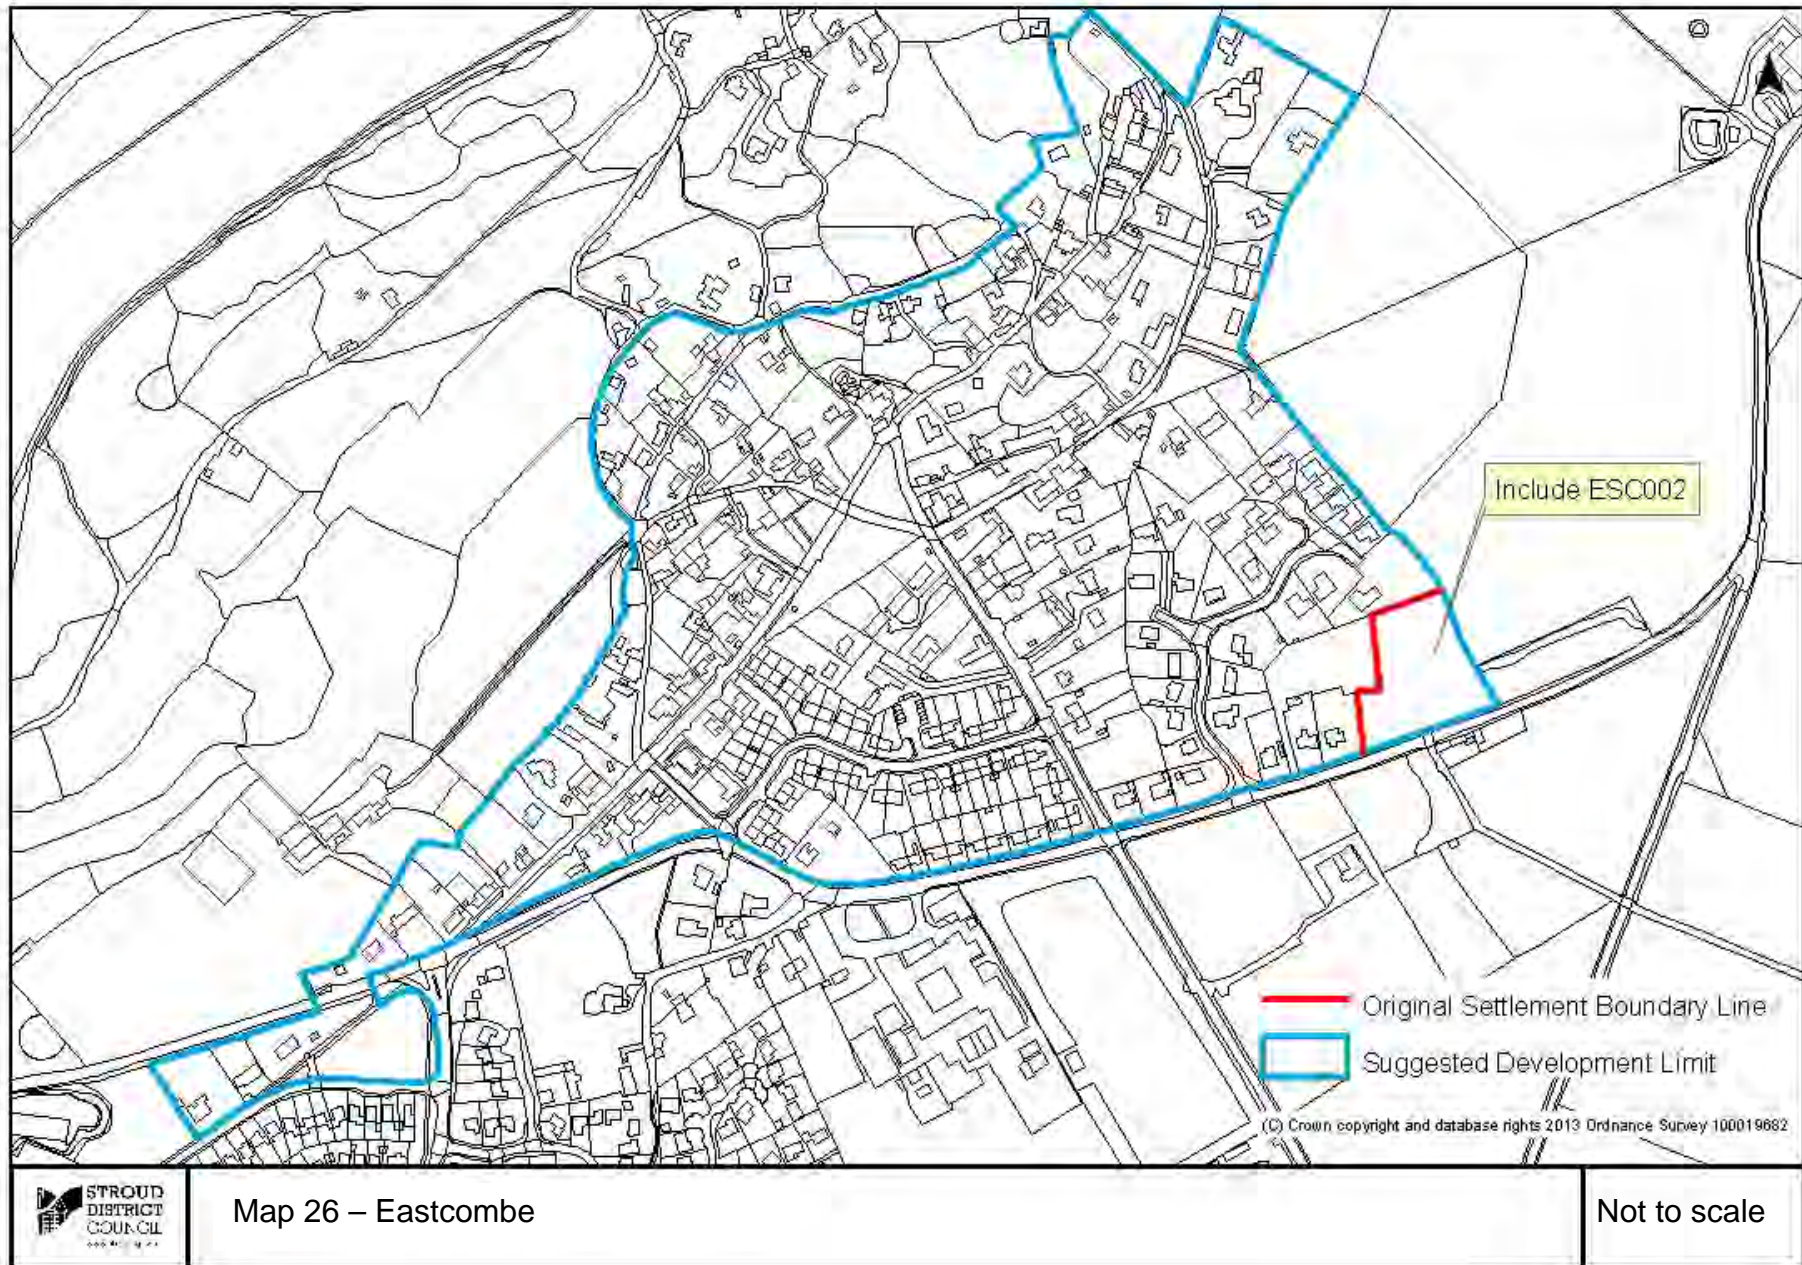 Include ESC002
Original Settlement Boundary Line
Suggested Development Limit
(C) Crown copyright and database rights 2013 Ordnance Survey 100019682
STROUD
DISTRICT
COUNCIL
Map 26 – Eastcombe
Not to scale